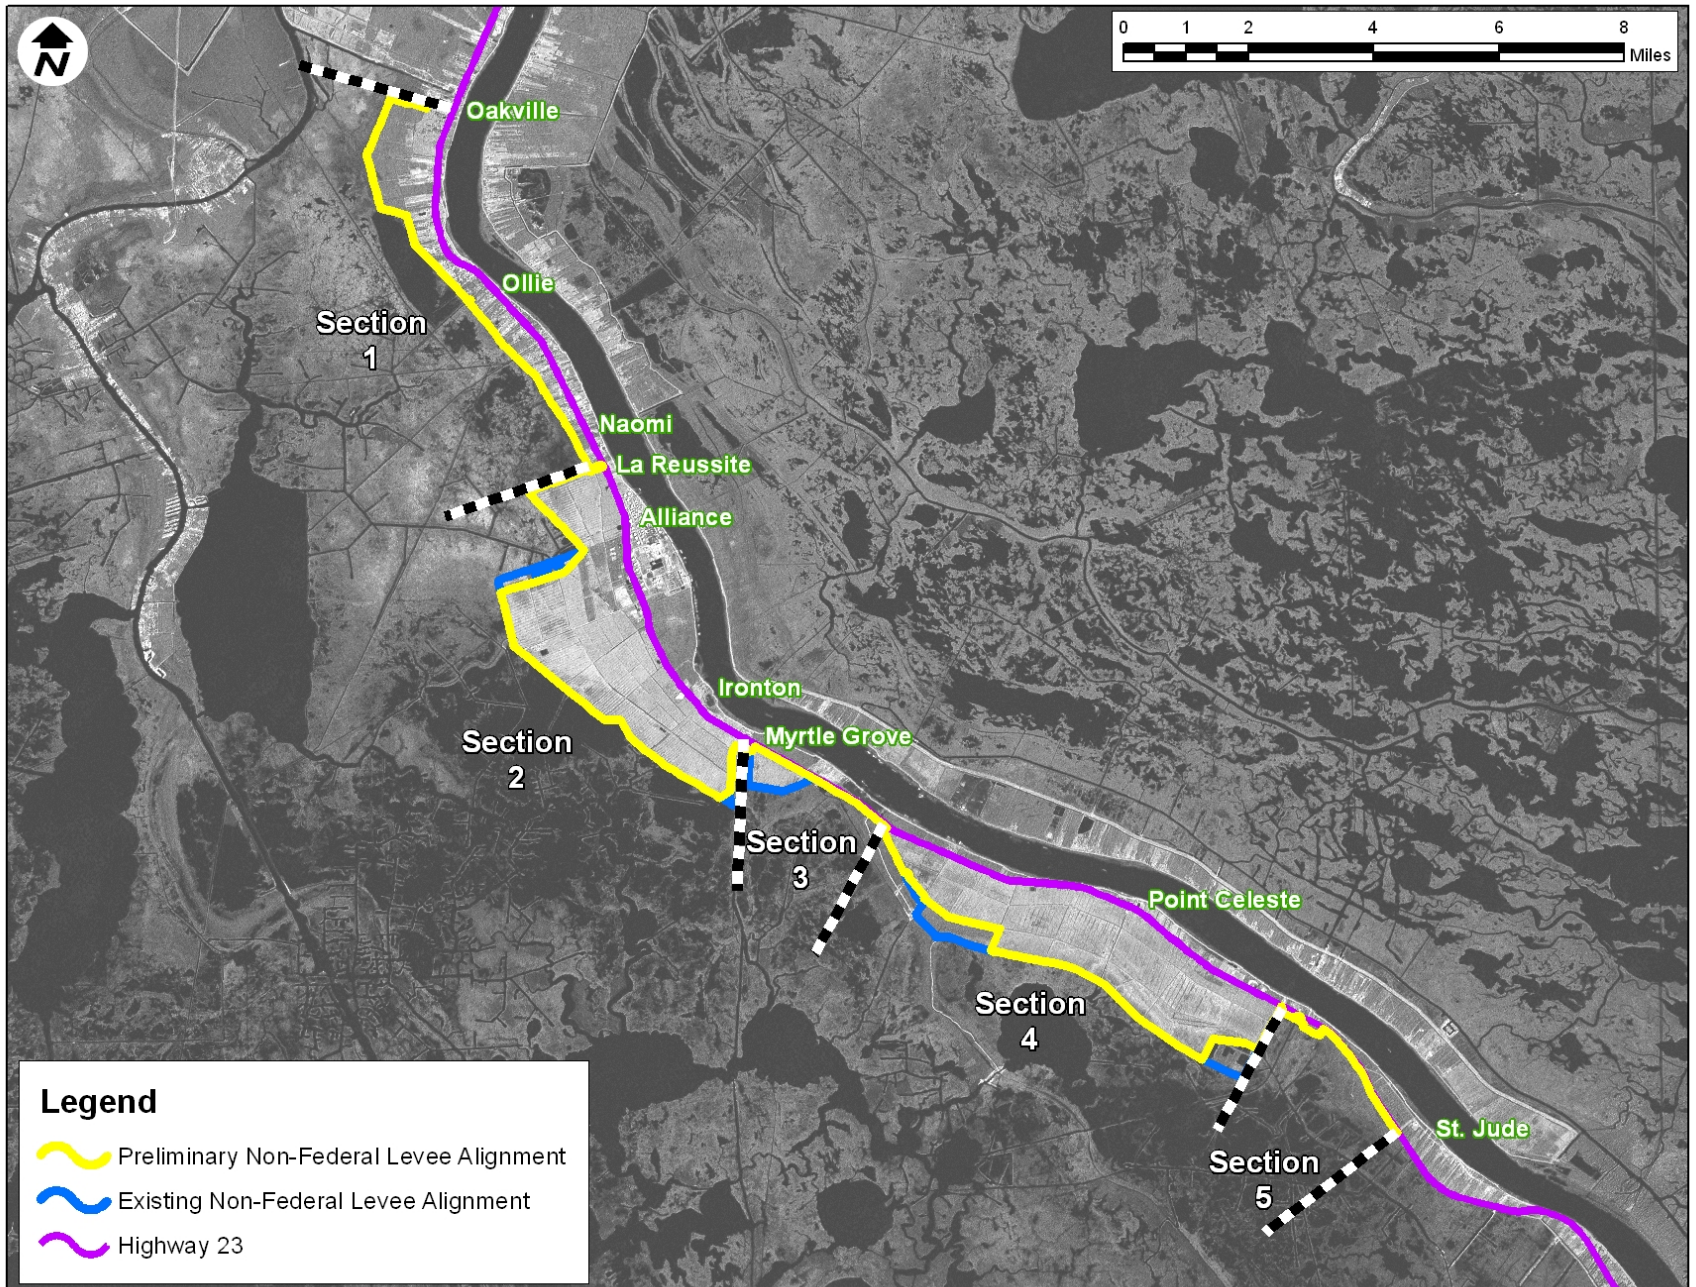 N
0 1 2 4 6 8
Miles
Oakville
Ollie
Section
1
Naomi
La Reussite
Alliance
Ironton
Myrtle Grove
Section
2
Section
3
Point Celeste
Section
4
St. Jude
Section
5
Legend
Preliminary Non-Federal Levee Alignment
Existing Non-Federal Levee Alignment
Highway 23